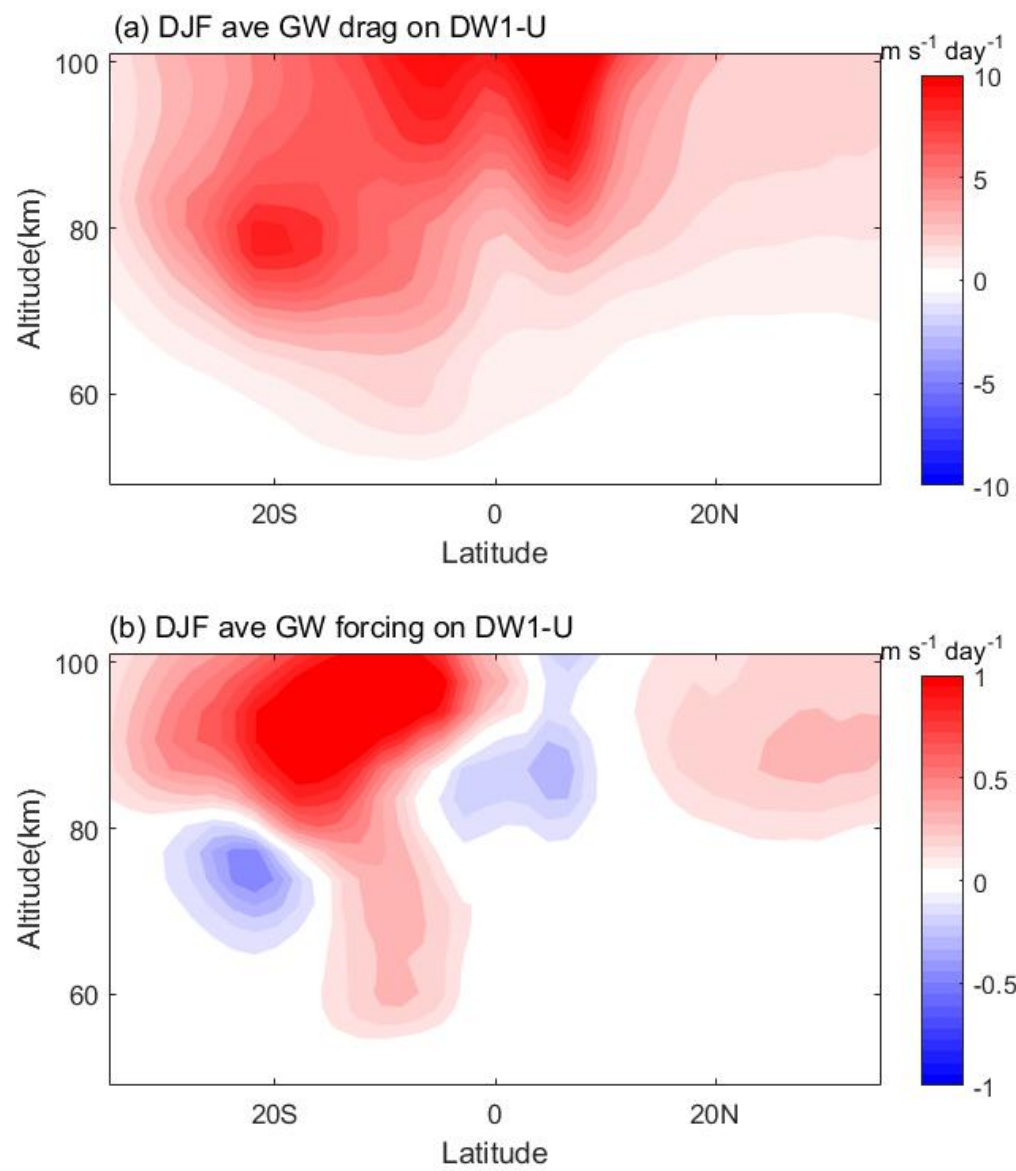 (a) DJF ave GW drag on DW1-U
m s⁻¹ day⁻¹
100
80
60
Altitude(km)
20S 0 20N
Latitude
10
5
0
-5
-10
(b) DJF ave GW forcing on DW1-U
m s⁻¹ day⁻¹
100
80
60
Altitude(km)
20S 0 20N
Latitude
1
0.5
0
-0.5
-1